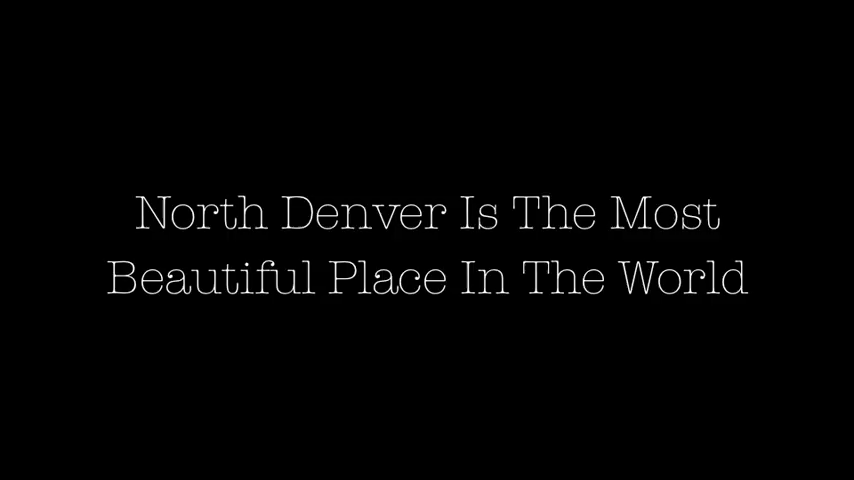 North Denver Is The Most
Beautiful Place In The World